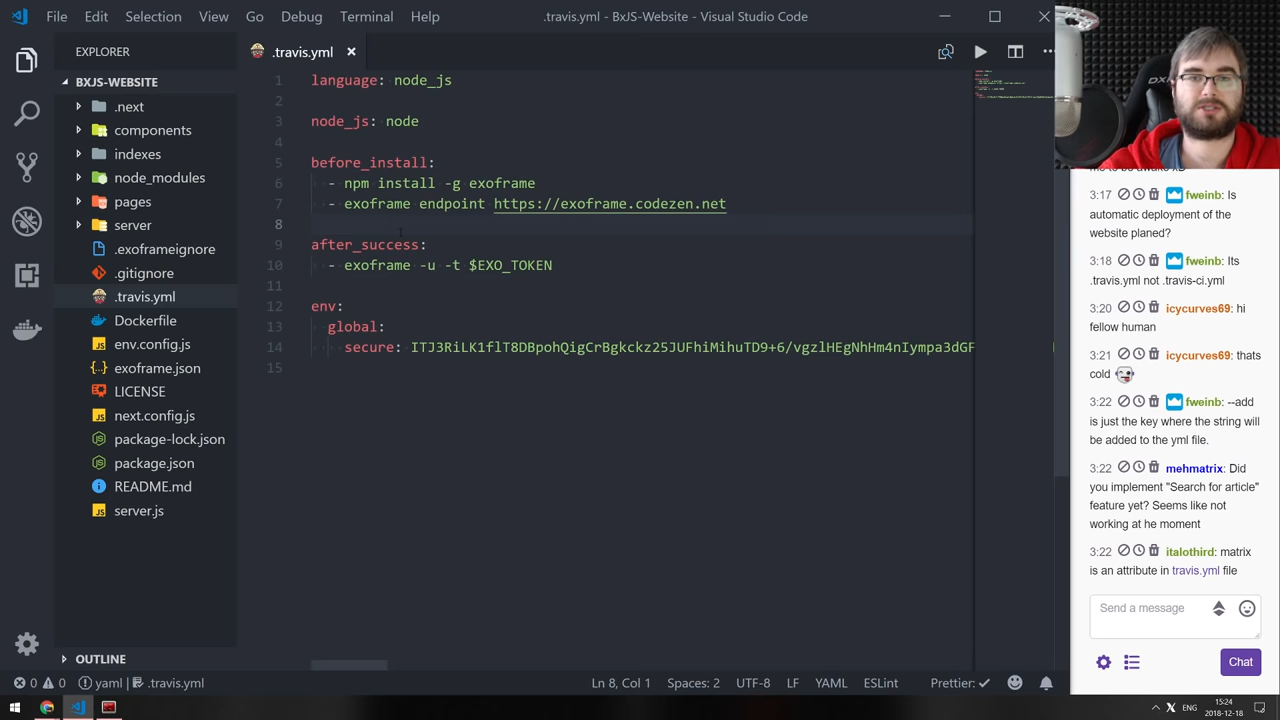 File Edit Selection View Go Debug Terminal Help
.travis.yml - BxJS-Website - Visual Studio Code
EXPLORER
BXJS-WEBSITE
.next
components
indexes
node_modules
pages
server
.exoframeignore
.gitignore
.travis.yml
Dockerfile
env.config.js
exoframe.json
LICENSE
next.config.js
package-lock.json
package.json
README.md
server.js
OUTLINE
.travis.yml
1 language: node_js
2
3 node_js: node
4
5 before_install:
6 - npm install -g exoframe
7 - exoframe endpoint https://exoframe.codezen.net
8
9 after_success:
10 - exoframe -u -t $EXO_TOKEN
11
12 env:
13 global:
14 secure: ITJ3RiLK1flT8DBpohQigCrBgkckz25JUFhiMihuTD9+6/vgzlHEgNhHm4nIympa3dGF
15
0 0 yaml .travis.yml
Ln 8, Col 1 Spaces: 2 UTF-8 LF YAML ESLint Prettier: ✓
3:17 fweinb: Is
automatic deployment of the
website planed?
3:18 fweinb: Its
.travis.yml not .travis-ci.yml
3:20 icycurves69: hi
fellow human
3:21 icycurves69: thats
cold
3:22 fweinb: --add
is just the key where the string will
be added to the yml file.
3:22 mehmatrix: Did
you implement "Search for article"
feature yet? Seems like not
working at he moment
3:22 italothird: matrix
is an attribute in travis.yml file
Send a message
Chat
ENG
15:24
2018-12-18